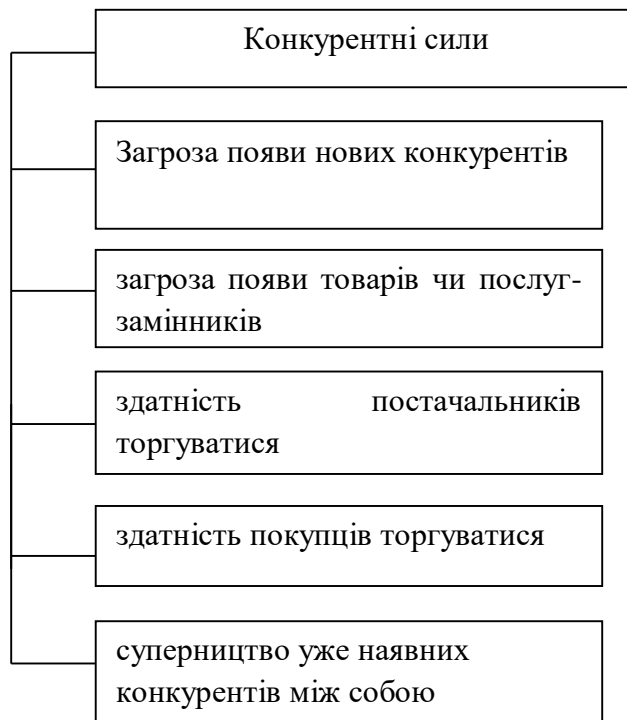 Конкурентні сили
Загроза появи нових конкурентів
загроза появи товарів чи послуг-
замінників
здатність постачальників
торгуватися
здатність покупців торгуватися
суперництво уже наявних
конкурентів між собою